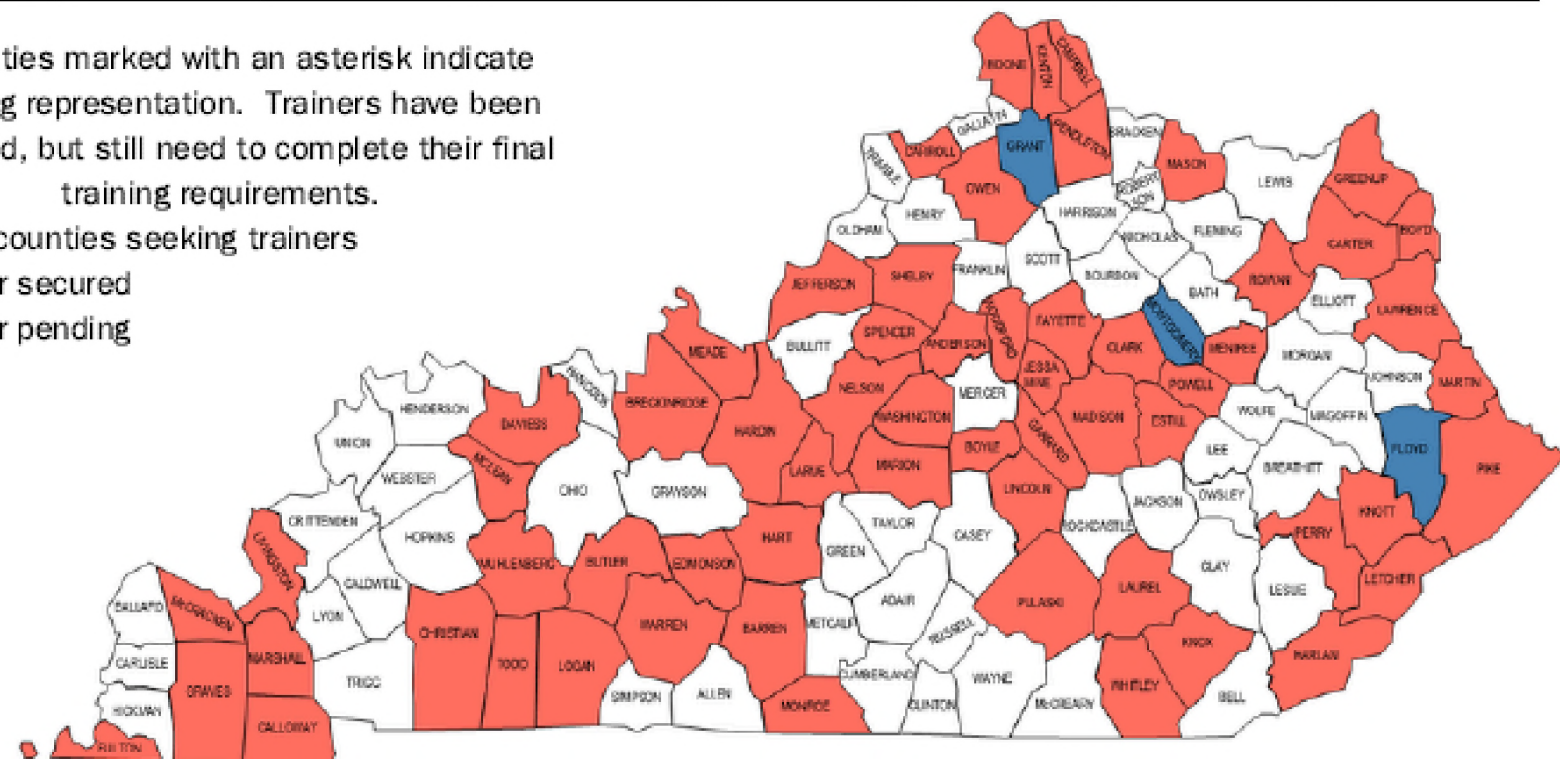 ties marked with an asterisk indicate
g representation. Trainers have been
d, but still need to complete their final
training requirements.
counties seeking trainers
r secured
r pending
BOONE
KENTON
CAMPBELL
GALLATIN
GRANT
PENDLETON
BRACKEN
CARROLL
TRIMBLE
OWEN
MASON
ROBERT
SON
LEWIS
GREENUP
HENRY
HARRISON
OLDHAM
NICHOLAS
FLEMING
CARTER
BOYD
SCOTT
FRANKLIN
SHELBY
JEFFERSON
BOURBON
BATH
ROWAN
ELLIOTT
LAWRENCE
SPENCER
ANDERSON
WOODFORD
FAYETTE
MONTGOMERY
CLARK
MENIFEE
MORGAN
BULLITT
MEADE
JESSA
MINE
POWELL
JOHNSON
MARTIN
NELSON
MERCER
HANCOCK
BRECKINRIDGE
WASHINGTON
MADISON
ESTILL
WOLFE
MAGOFFIN
HENDERSON
DAVIESS
HARDIN
BOYLE
GARRARD
LEE
FLOYD
UNION
WEBSTER
MCLEAN
LARUE
MARION
BREATHITT
PIKE
OHIO
GRAYSON
LINCOLN
JACKSON
OWSLEY
KNOTT
CRITTENDEN
HOPKINS
HART
GREEN
TAYLOR
CASEY
ROCKCASTLE
PERRY
LIVINGSTON
MUHLENBERG
BUTLER
EDMONSON
CLAY
LESLIE
LETCHER
CALDWELL
LYON
ADAIR
PULASKI
LAUREL
BALLARD
McCRACKEN
CHRISTIAN
WARREN
BARREN
METCALF
RUSSELL
KNOX
HARLAN
CARLISLE
MARSHALL
TODD
LOGAN
GRAVES
TRIGG
SIMPSON
ALLEN
MONROE
CUMBERLAND
CLINTON
WAYNE
McCREARY
WHITLEY
BELL
HICKMAN
CALLOWAY
FULTON